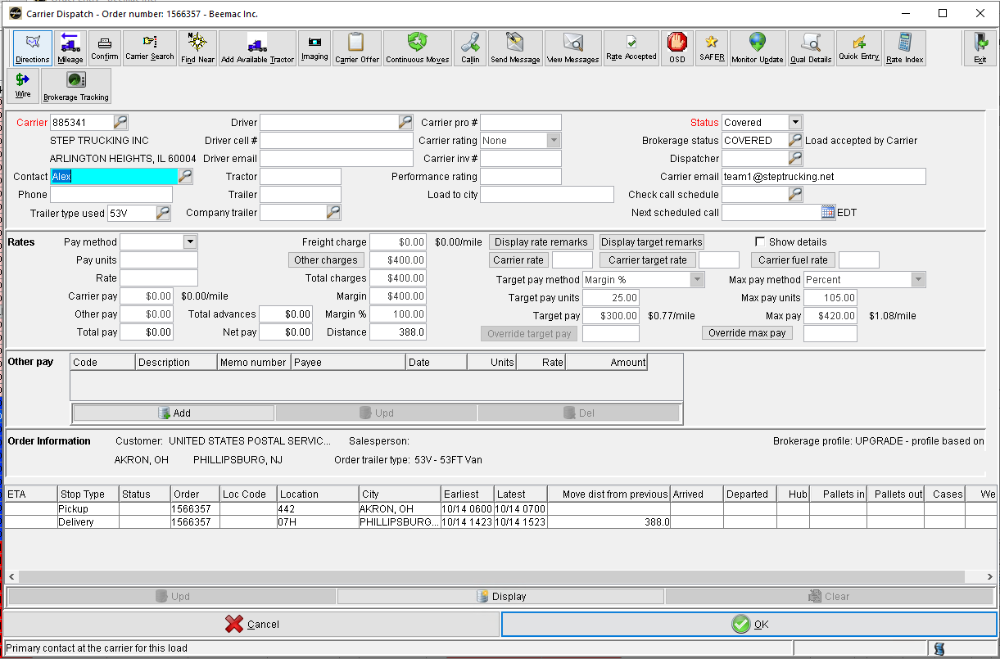 Carrier Dispatch - Order number: 1566357 - Beemac Inc.
Directions Mileage Confirm Carrier Search Find Near Add Available Tractor Imaging Carrier Offer Continuous Moves Callin Send Message View Messages Rate Accepted OSD SAFER Monitor Update Qual Details Quick Entry Rate Index Exit
Wire Brokerage Tracking
Carrier 885341 Driver Carrier pro # Status Covered
STEP TRUCKING INC Driver cell # Carrier rating None Brokerage status COVERED Load accepted by Carrier
ARLINGTON HEIGHTS, IL 60004 Driver email Carrier inv # Dispatcher
Contact Alex Tractor Performance rating Carrier email team1@steptrucking.net
Phone Trailer Load to city Check call schedule
Trailer type used 53V Company trailer Next scheduled call EDT
Rates Pay method Freight charge $0.00 $0.00/mile Display rate remarks Display target remarks Show details
Pay units Other charges $400.00 Carrier rate Carrier target rate Carrier fuel rate
Rate Total charges $400.00 Target pay method Margin % Max pay method Percent
Carrier pay $0.00 $0.00/mile Margin $400.00 Target pay units 25.00 Max pay units 105.00
Other pay $0.00 Total advances $0.00 Margin % 100.00 Target pay $300.00 $0.77/mile Max pay $420.00 $1.08/mile
Total pay $0.00 Net pay $0.00 Distance 388.0 Override target pay Override max pay
Other pay Code Description Memo number Payee Date Units Rate Amount
Add Upd Del
Order Information Customer: UNITED STATES POSTAL SERVIC... Salesperson: Brokerage profile: UPGRADE - profile based on
AKRON, OH PHILLIPSBURG, NJ Order trailer type: 53V - 53FT Van
ETA Stop Type Status Order Loc Code Location City Earliest Latest Move dist from previous Arrived Departed Hub Pallets in Pallets out Cases We
Pickup 1566357 442 AKRON, OH 10/14 0600 10/14 0700
Delivery 1566357 07H PHILLIPSBURG... 10/14 1423 10/14 1523 388.0
Upd Display Clear
Cancel OK
Primary contact at the carrier for this load